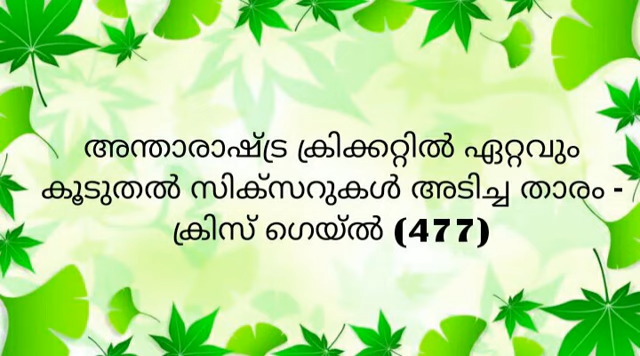 അന്താരാഷ്ട്ര ക്രിക്കറ്റിൽ ഏറ്റവും
കൂടുതൽ സിക്സറുകൾ അടിച്ച താരം -
ക്രിസ് ഗെയ്ൽ (477)